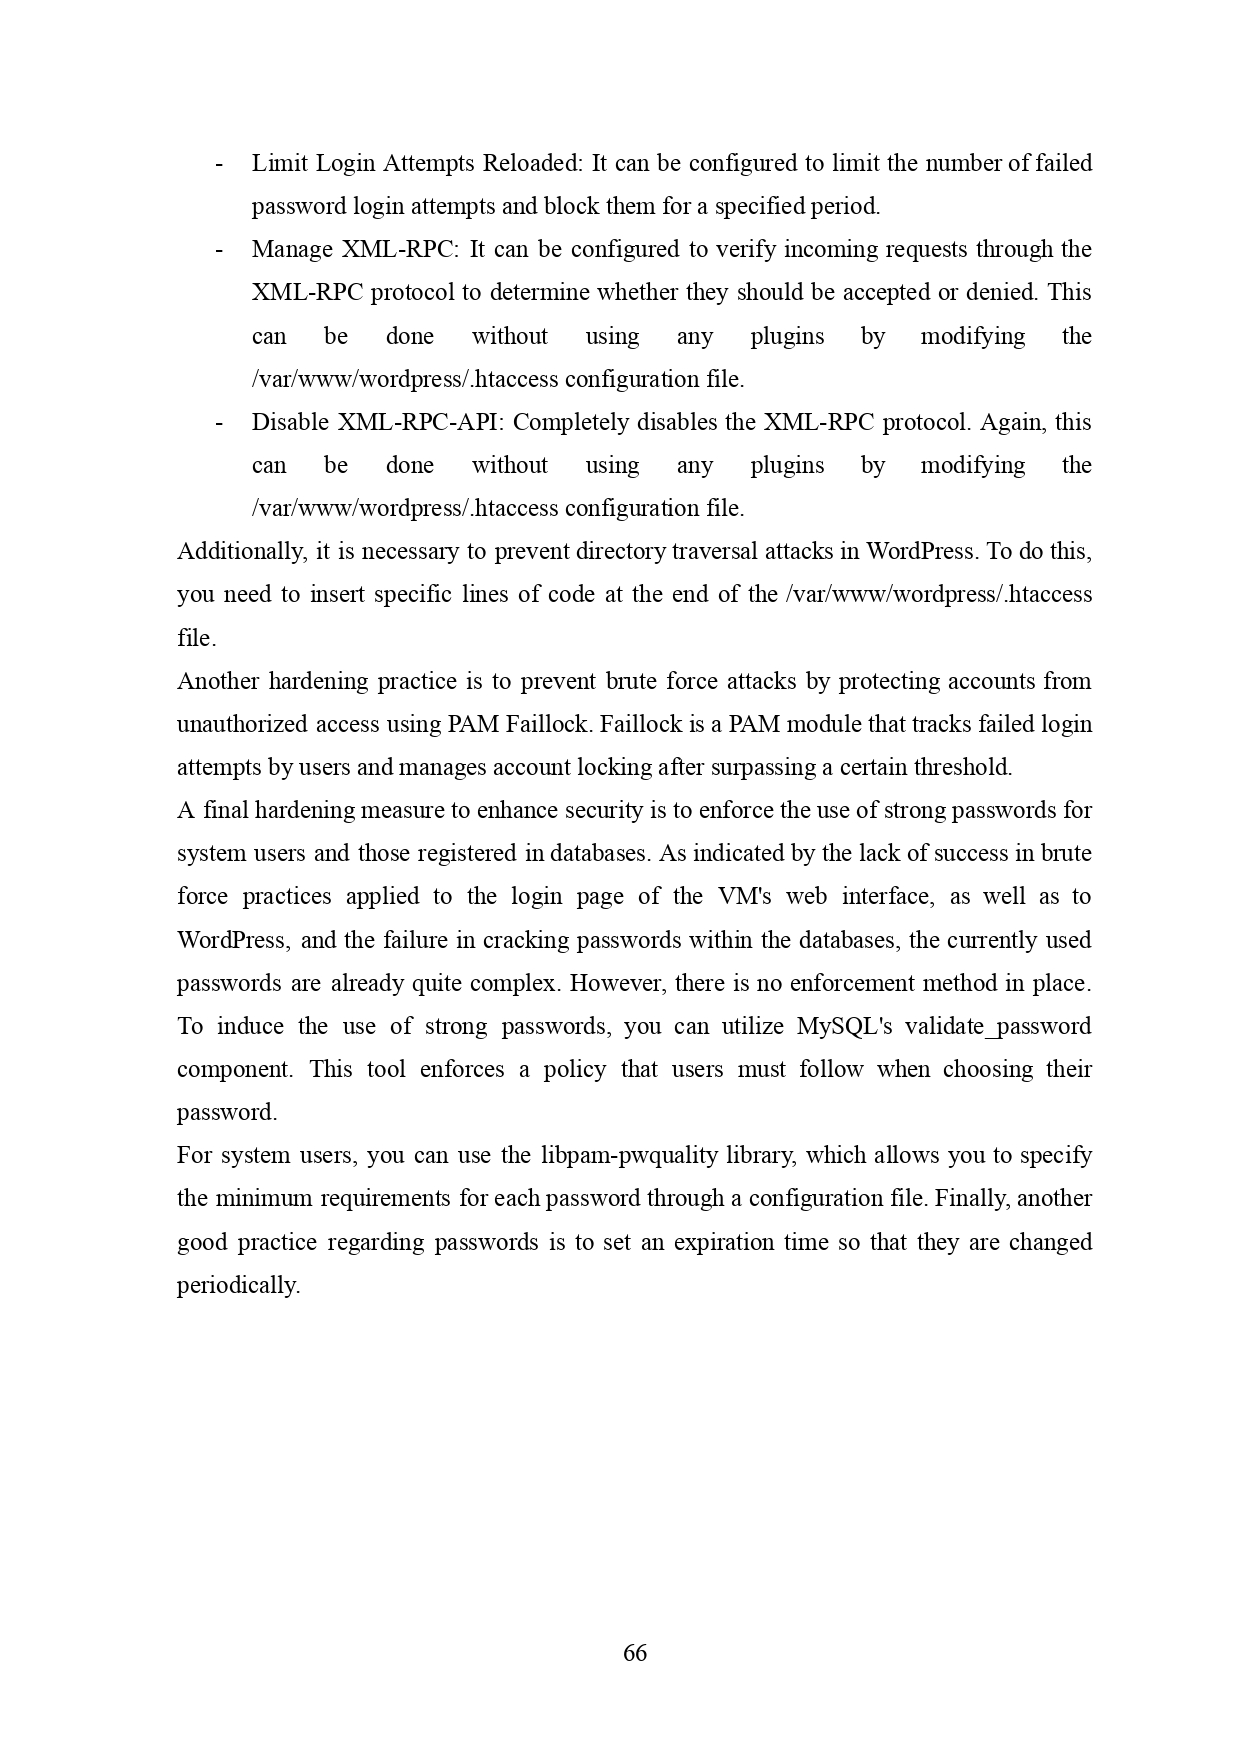 - Limit Login Attempts Reloaded: It can be configured to limit the number of failed
password login attempts and block them for a specified period.
- Manage XML-RPC: It can be configured to verify incoming requests through the
XML-RPC protocol to determine whether they should be accepted or denied. This
can be done without using any plugins by modifying the
/var/www/wordpress/.htaccess configuration file.
- Disable XML-RPC-API: Completely disables the XML-RPC protocol. Again, this
can be done without using any plugins by modifying the
/var/www/wordpress/.htaccess configuration file.
Additionally, it is necessary to prevent directory traversal attacks in WordPress. To do this,
you need to insert specific lines of code at the end of the /var/www/wordpress/.htaccess
file.
Another hardening practice is to prevent brute force attacks by protecting accounts from
unauthorized access using PAM Faillock. Faillock is a PAM module that tracks failed login
attempts by users and manages account locking after surpassing a certain threshold.
A final hardening measure to enhance security is to enforce the use of strong passwords for
system users and those registered in databases. As indicated by the lack of success in brute
force practices applied to the login page of the VM's web interface, as well as to
WordPress, and the failure in cracking passwords within the databases, the currently used
passwords are already quite complex. However, there is no enforcement method in place.
To induce the use of strong passwords, you can utilize MySQL's validate_password
component. This tool enforces a policy that users must follow when choosing their
password.
For system users, you can use the libpam-pwquality library, which allows you to specify
the minimum requirements for each password through a configuration file. Finally, another
good practice regarding passwords is to set an expiration time so that they are changed
periodically.
66